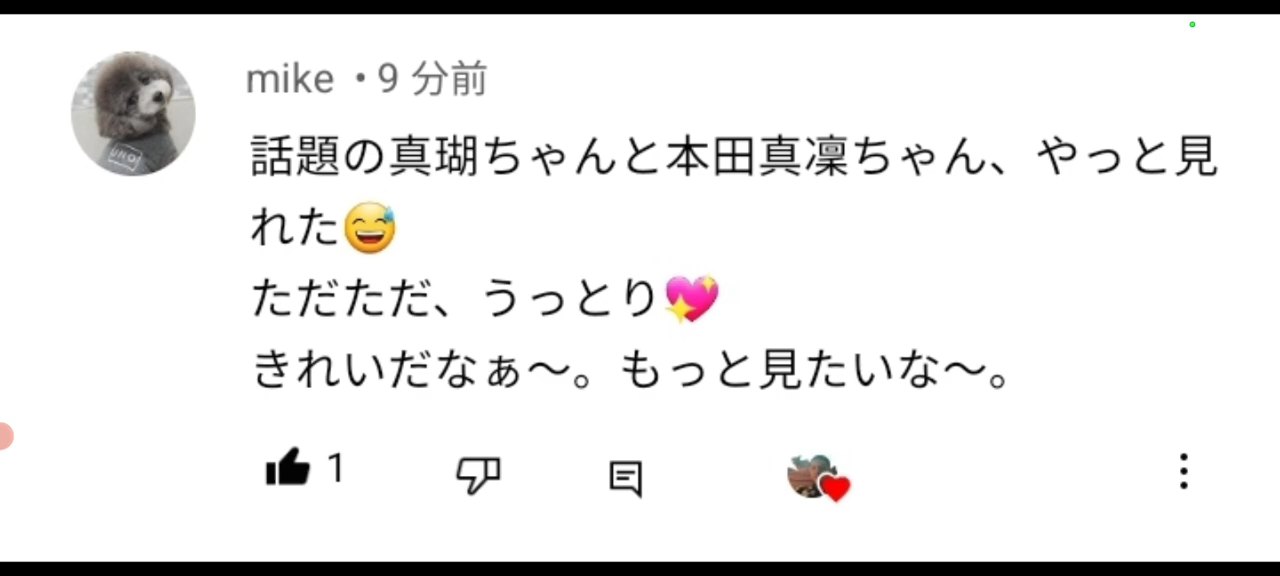 mike • 9 分前
話題の真瑚ちゃんと本田真凜ちゃん、やっと見
れた😅
ただただ、うっとり💖
きれいだなぁ〜。もっと見たいな〜。
1